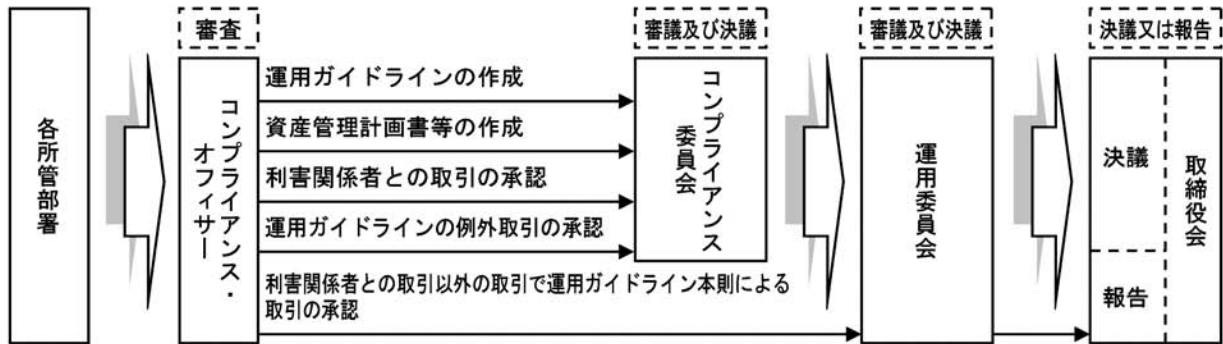 審査
審議及び決議
審議及び決議
決議又は報告
各所管部署
コンプライアンス・
オフィサー
運用ガイドラインの作成
資産管理計画書等の作成
利害関係者との取引の承認
運用ガイドラインの例外取引の承認
利害関係者との取引以外の取引で運用ガイドライン本則による
取引の承認
コンプライアンス
委員会
運用委員会
決議
報告
取締役会